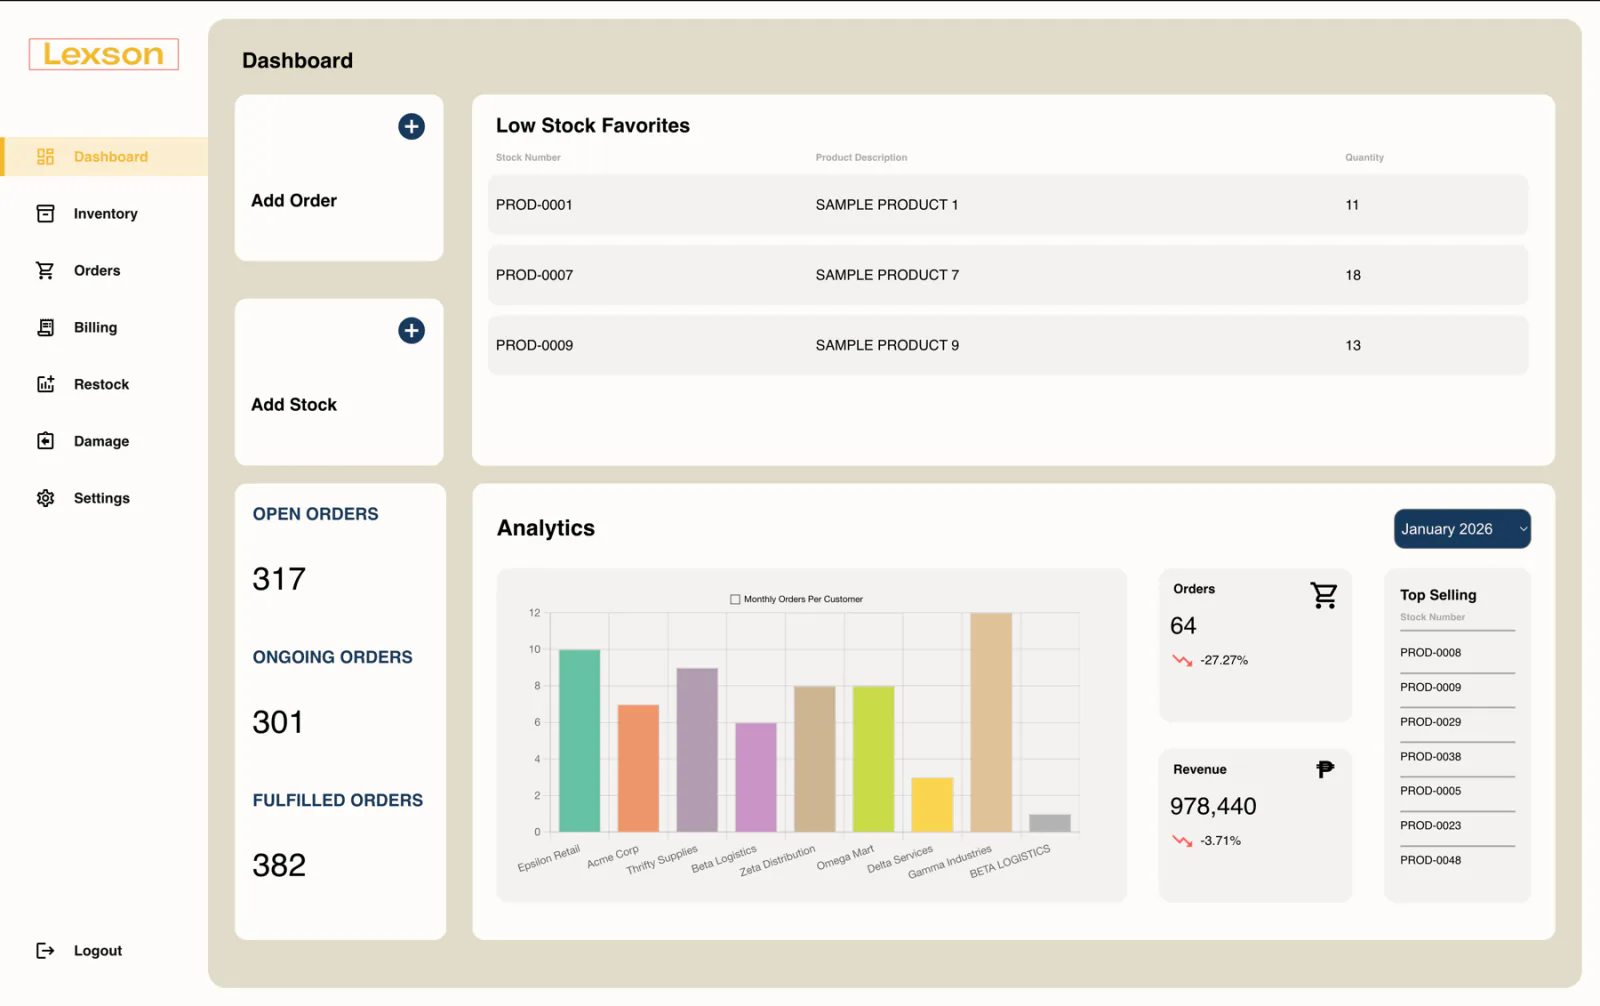 Lexson
Dashboard
Inventory
Orders
Billing
Restock
Damage
Settings
Logout
Dashboard
Add Order
Add Stock
Low Stock Favorites
Stock Number Product Description Quantity
PROD-0001 SAMPLE PRODUCT 1 11
PROD-0007 SAMPLE PRODUCT 7 18
PROD-0009 SAMPLE PRODUCT 9 13
OPEN ORDERS
317
ONGOING ORDERS
301
FULFILLED ORDERS
382
Analytics
January 2026
Monthly Orders Per Customer
12
10
8
6
4
2
0
Epsilon Retail
Acme Corp
Thrifty Supplies
Beta Logistics
Zeta Distribution
Omega Mart
Delta Services
Gamma Industries
BETA LOGISTICS
Orders
64
-27.27%
Revenue
978,440
-3.71%
Top Selling
Stock Number
PROD-0008
PROD-0009
PROD-0029
PROD-0038
PROD-0005
PROD-0023
PROD-0048